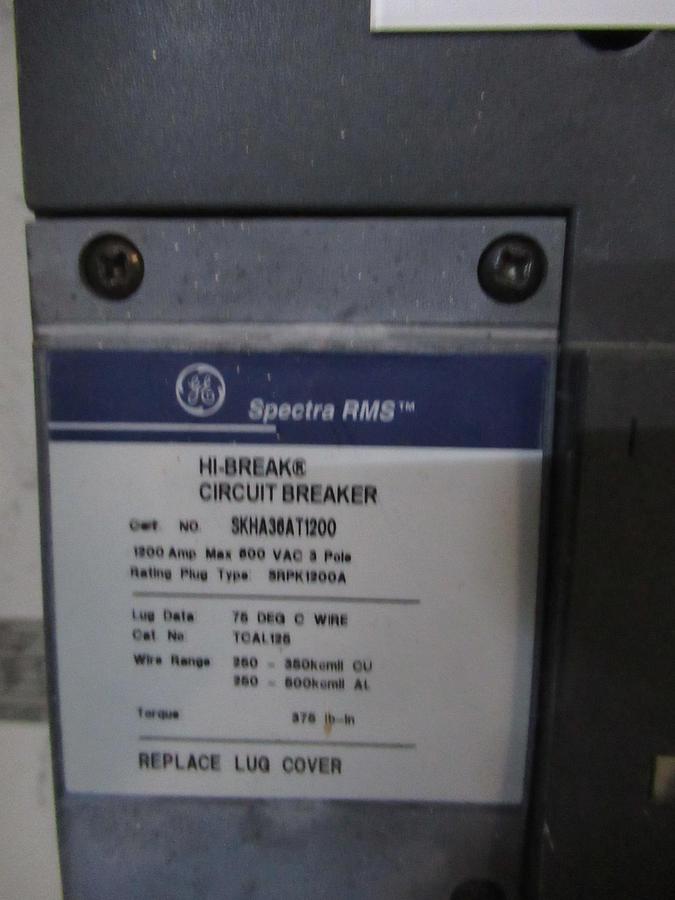 GE Spectra RMS™
HI-BREAK®
CIRCUIT BREAKER
Cat. NO. SKHA36AT1200
1200 Amp Max 600 VAC 3 Pole
Rating Plug Type: SRPK1200A
Lug Data 75 DEG C WIRE
Cat No TCAL125
Wire Range 250 - 350kcmil CU
250 - 500kcmil AL
Torque 375 lb-in
REPLACE LUG COVER